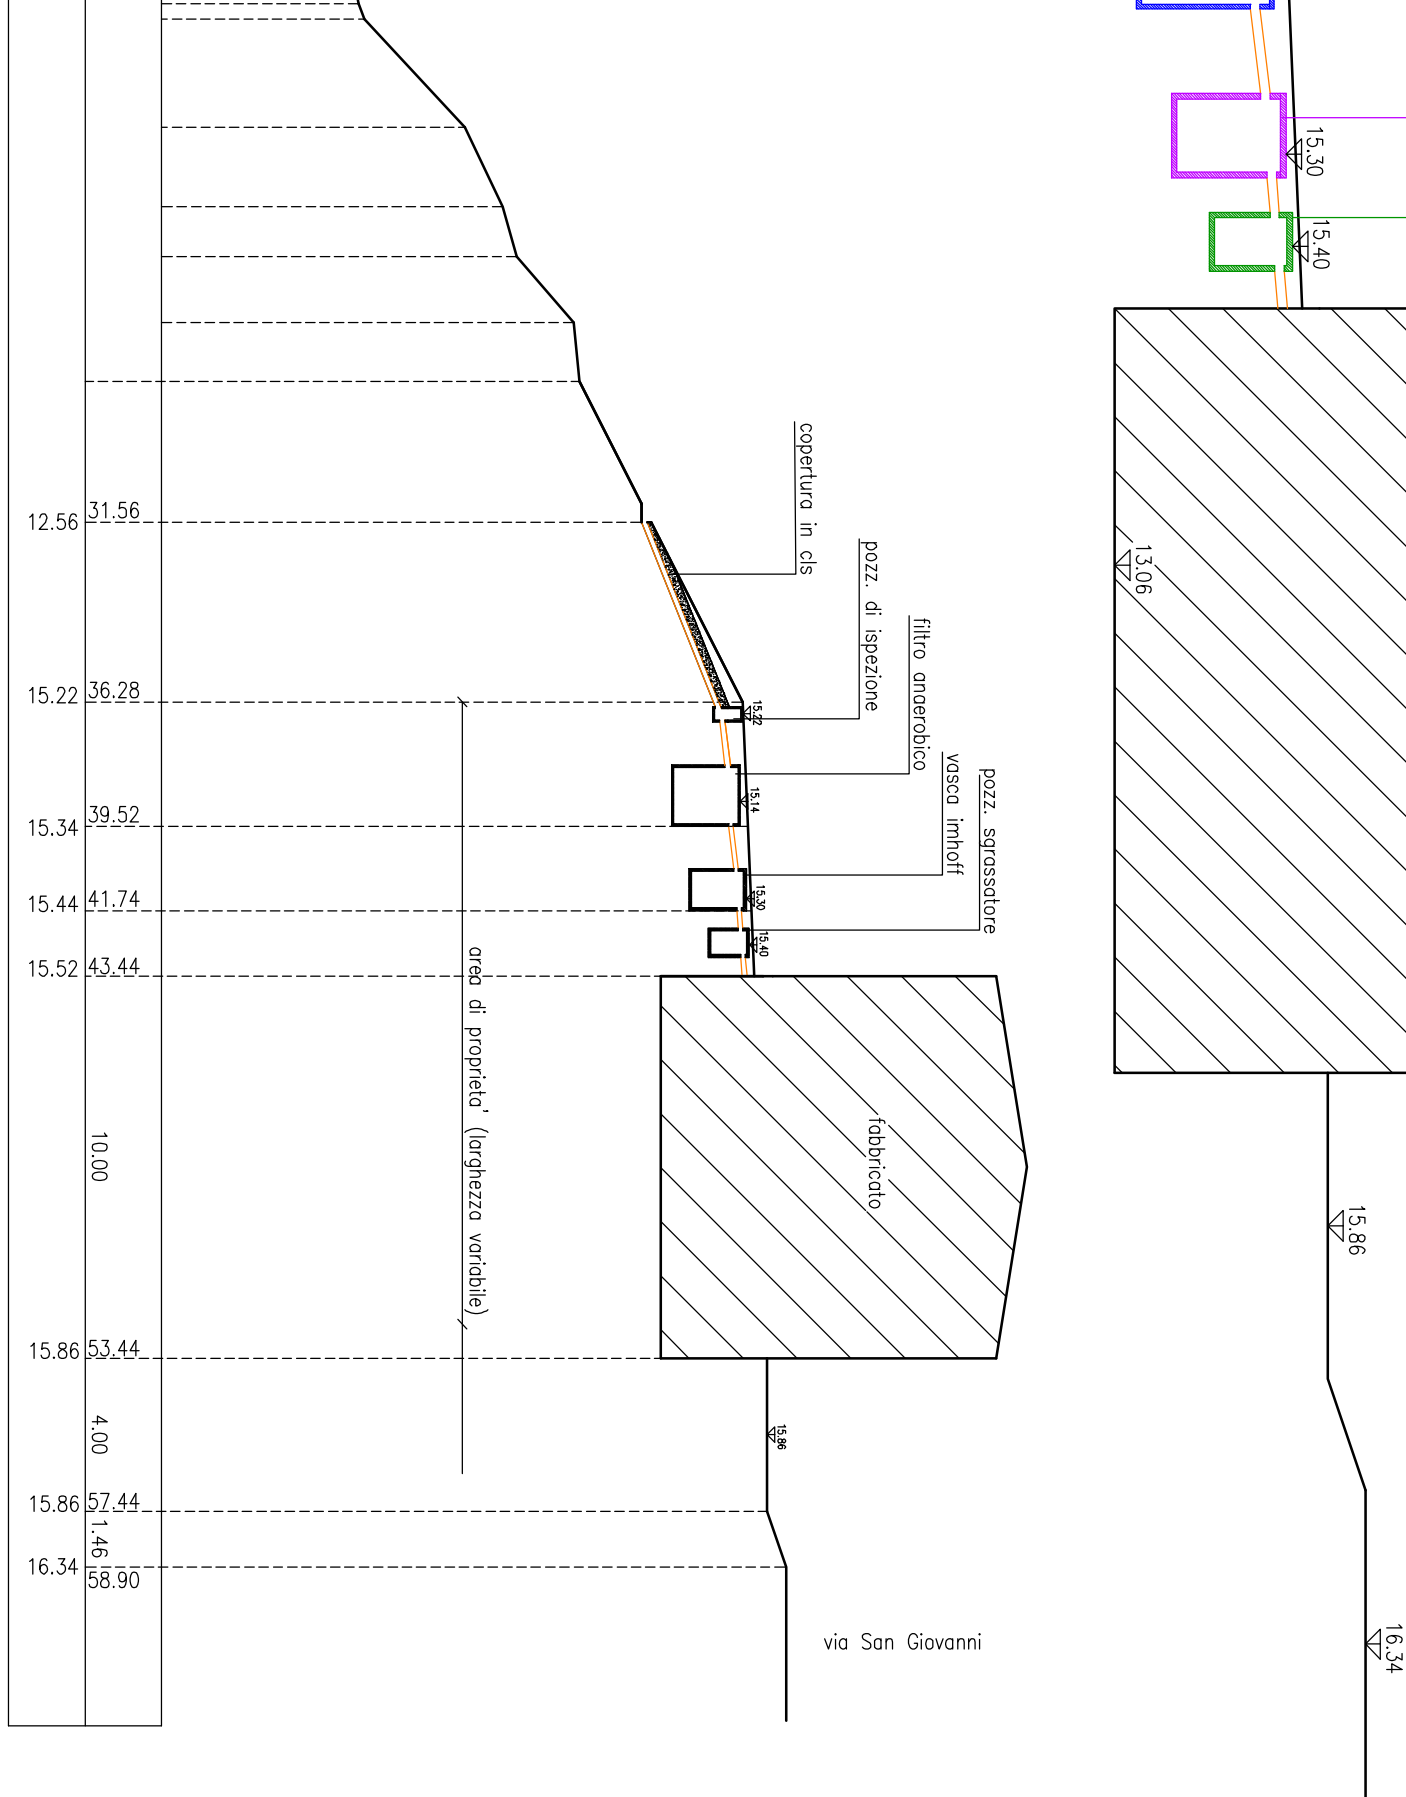 12.56 31.56
15.22 36.28
15.34 39.52
15.44 41.74
15.52 43.44
10.00
15.86 53.44
4.00
15.86 57.44
1.46
16.34 58.90
area di proprieta' (larghezza variabile)
copertura in cls
pozz. di ispezione
filtro anaerobico
vasca imhoff
pozz. sgrassatore
15.22
15.14
15.30
15.40
fabbricato
15.86
via San Giovanni
15.30
15.40
13.06
15.86
16.34